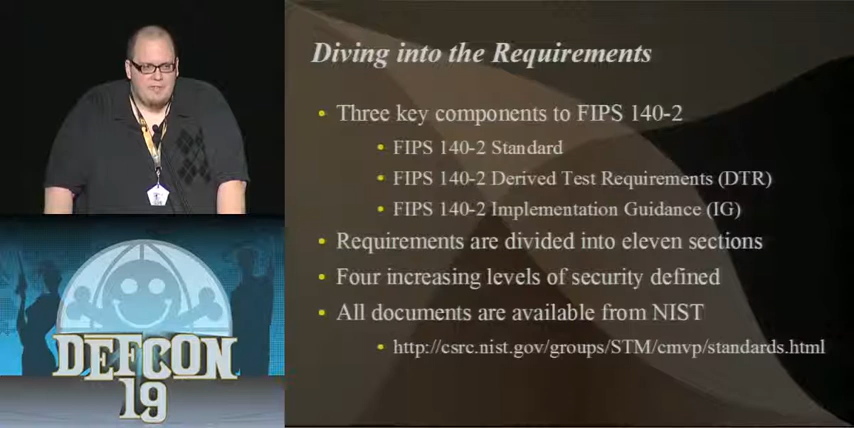 Diving into the Requirements
• Three key components to FIPS 140-2
• FIPS 140-2 Standard
• FIPS 140-2 Derived Test Requirements (DTR)
• FIPS 140-2 Implementation Guidance (IG)
• Requirements are divided into eleven sections
• Four increasing levels of security defined
• All documents are available from NIST
• http://csrc.nist.gov/groups/STM/cmvp/standards.html
DEFCON
19